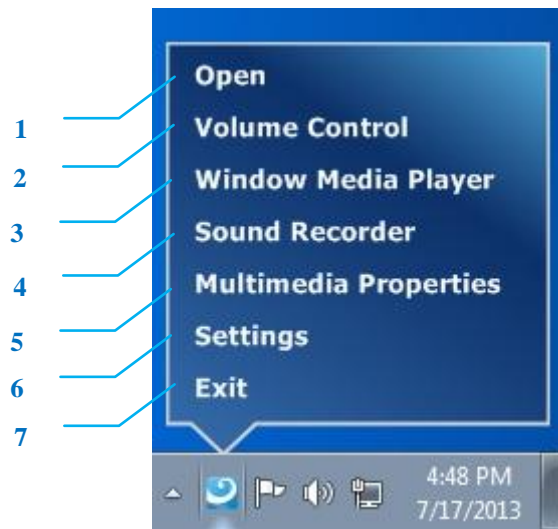 1 Open
2 Volume Control
3 Window Media Player
4 Sound Recorder
5 Multimedia Properties
6 Settings
7 Exit
4:48 PM
7/17/2013